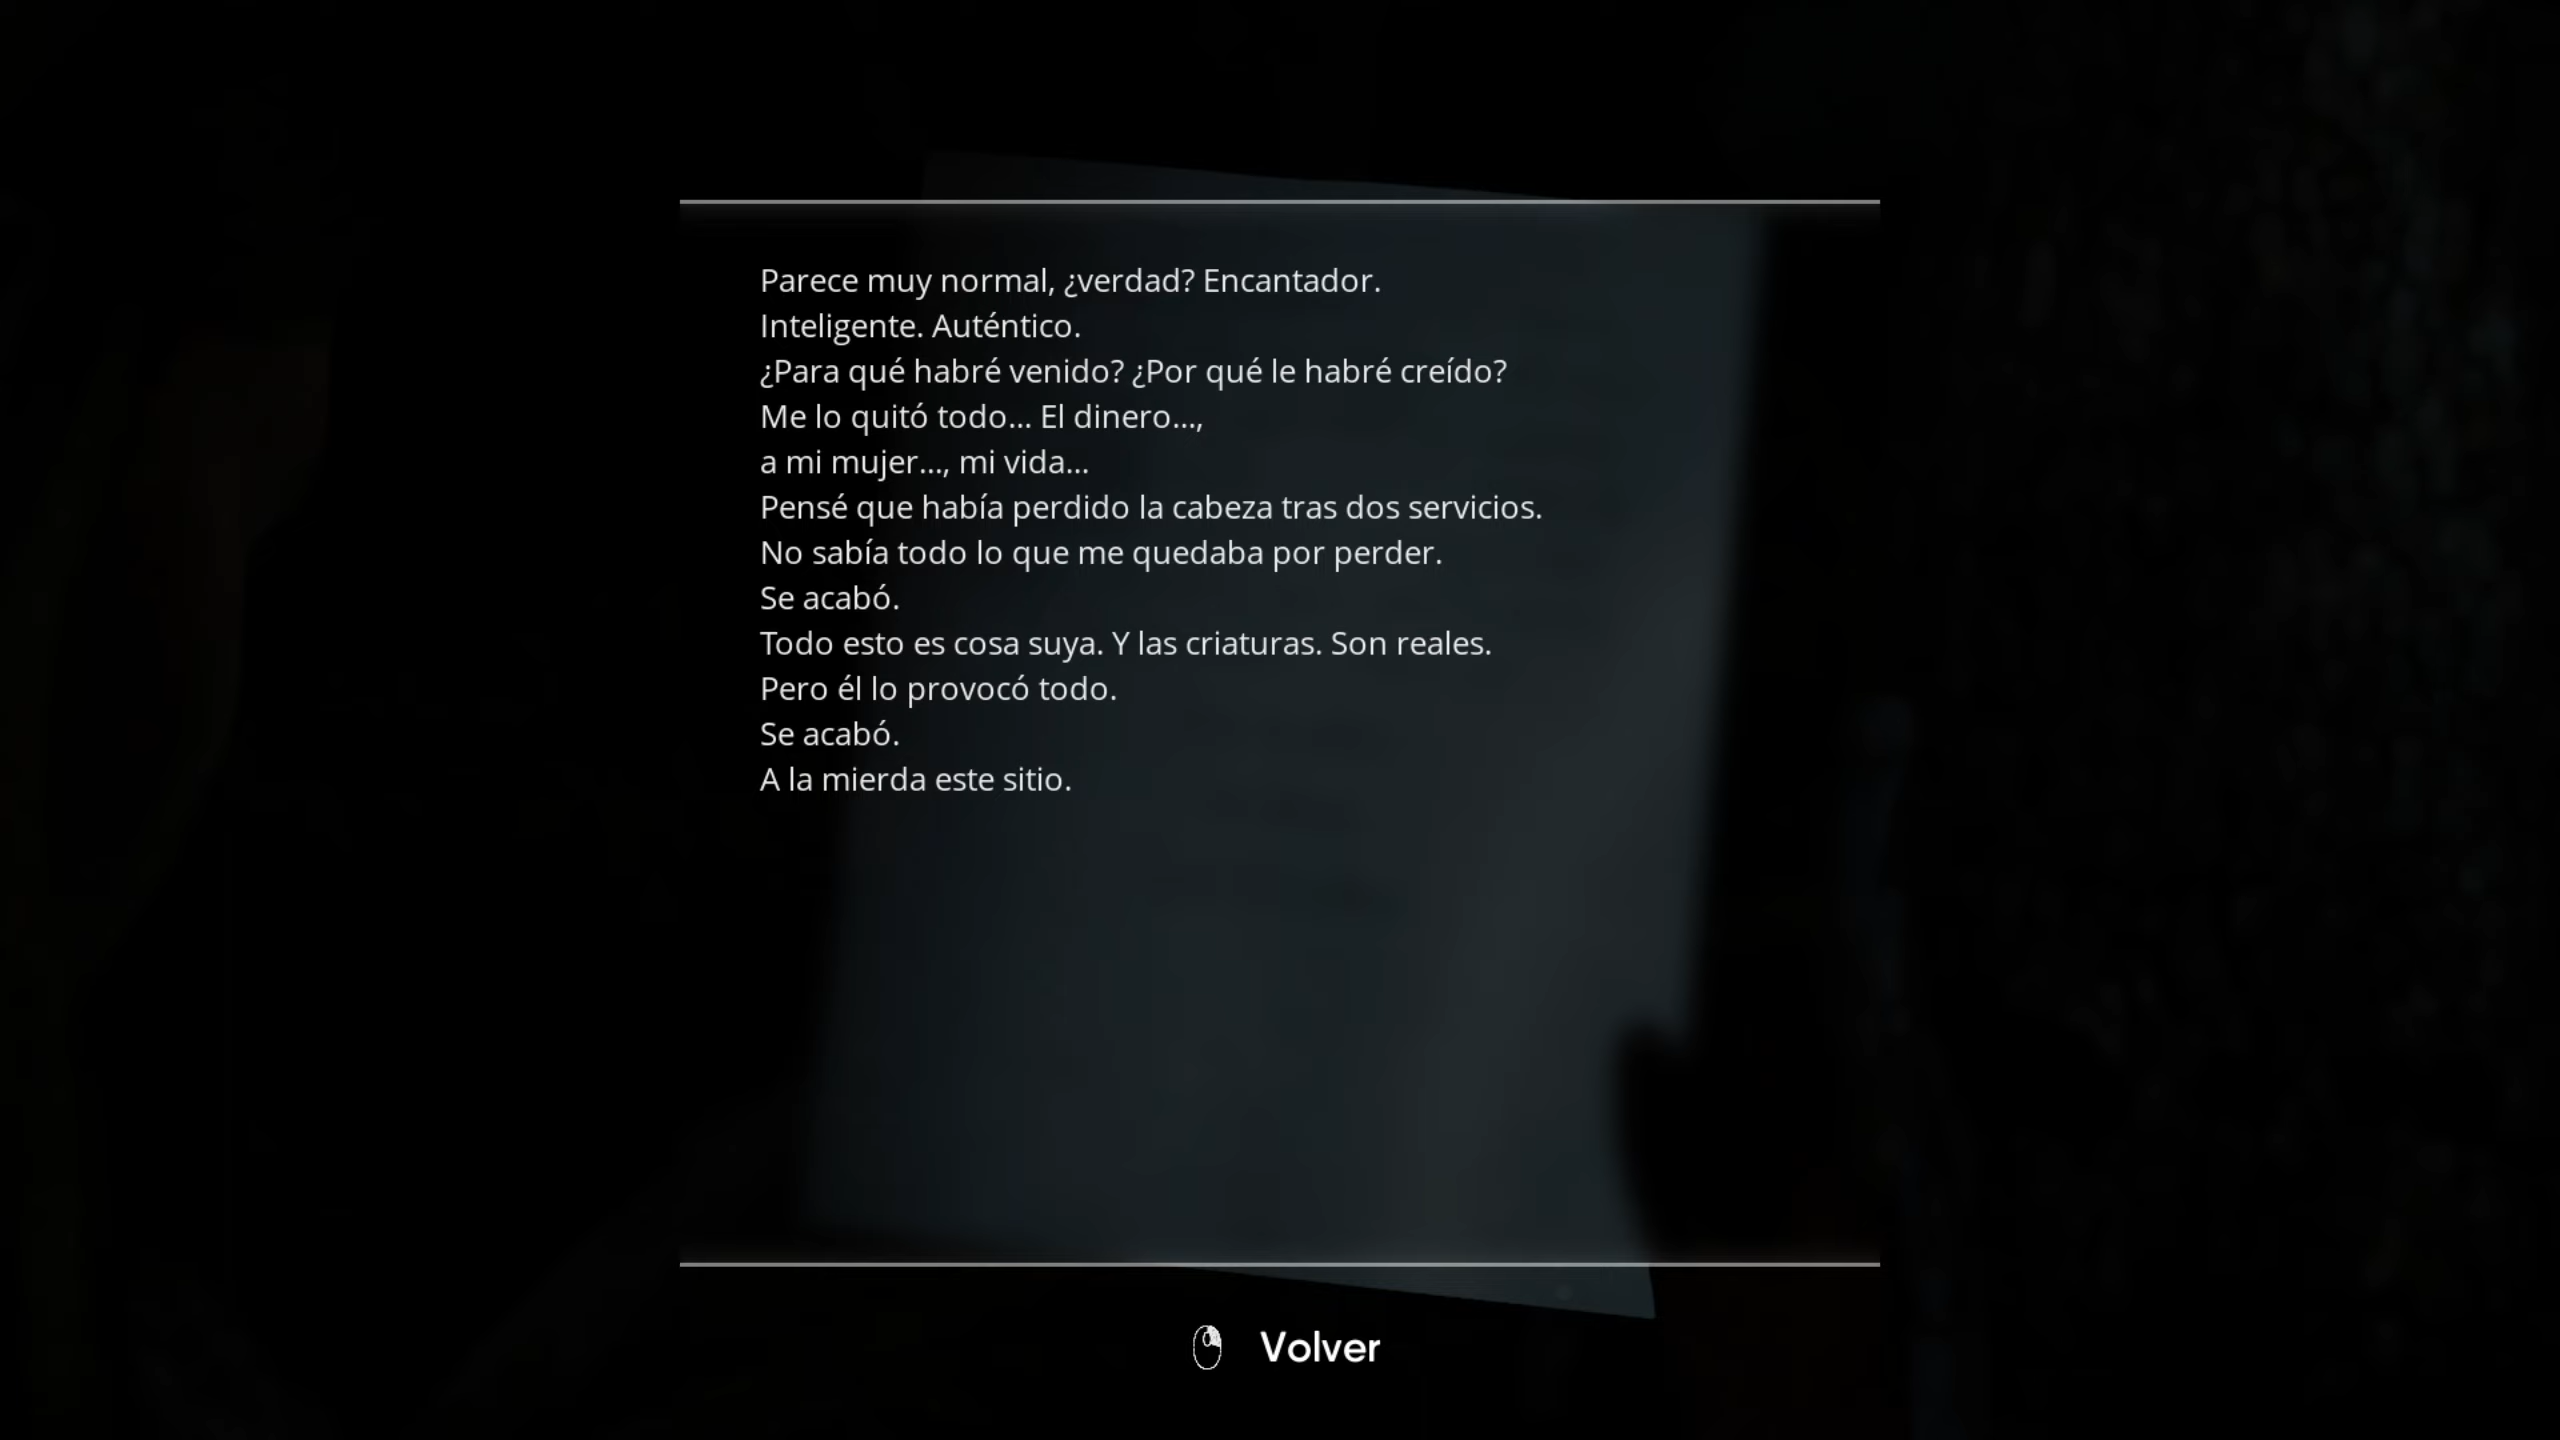 Parece muy normal, ¿verdad? Encantador.
Inteligente. Auténtico.
¿Para qué habré venido? ¿Por qué le habré creído?
Me lo quitó todo... El dinero...,
a mi mujer..., mi vida...
Pensé que había perdido la cabeza tras dos servicios.
No sabía todo lo que me quedaba por perder.
Se acabó.
Todo esto es cosa suya. Y las criaturas. Son reales.
Pero él lo provocó todo.
Se acabó.
A la mierda este sitio.
Volver